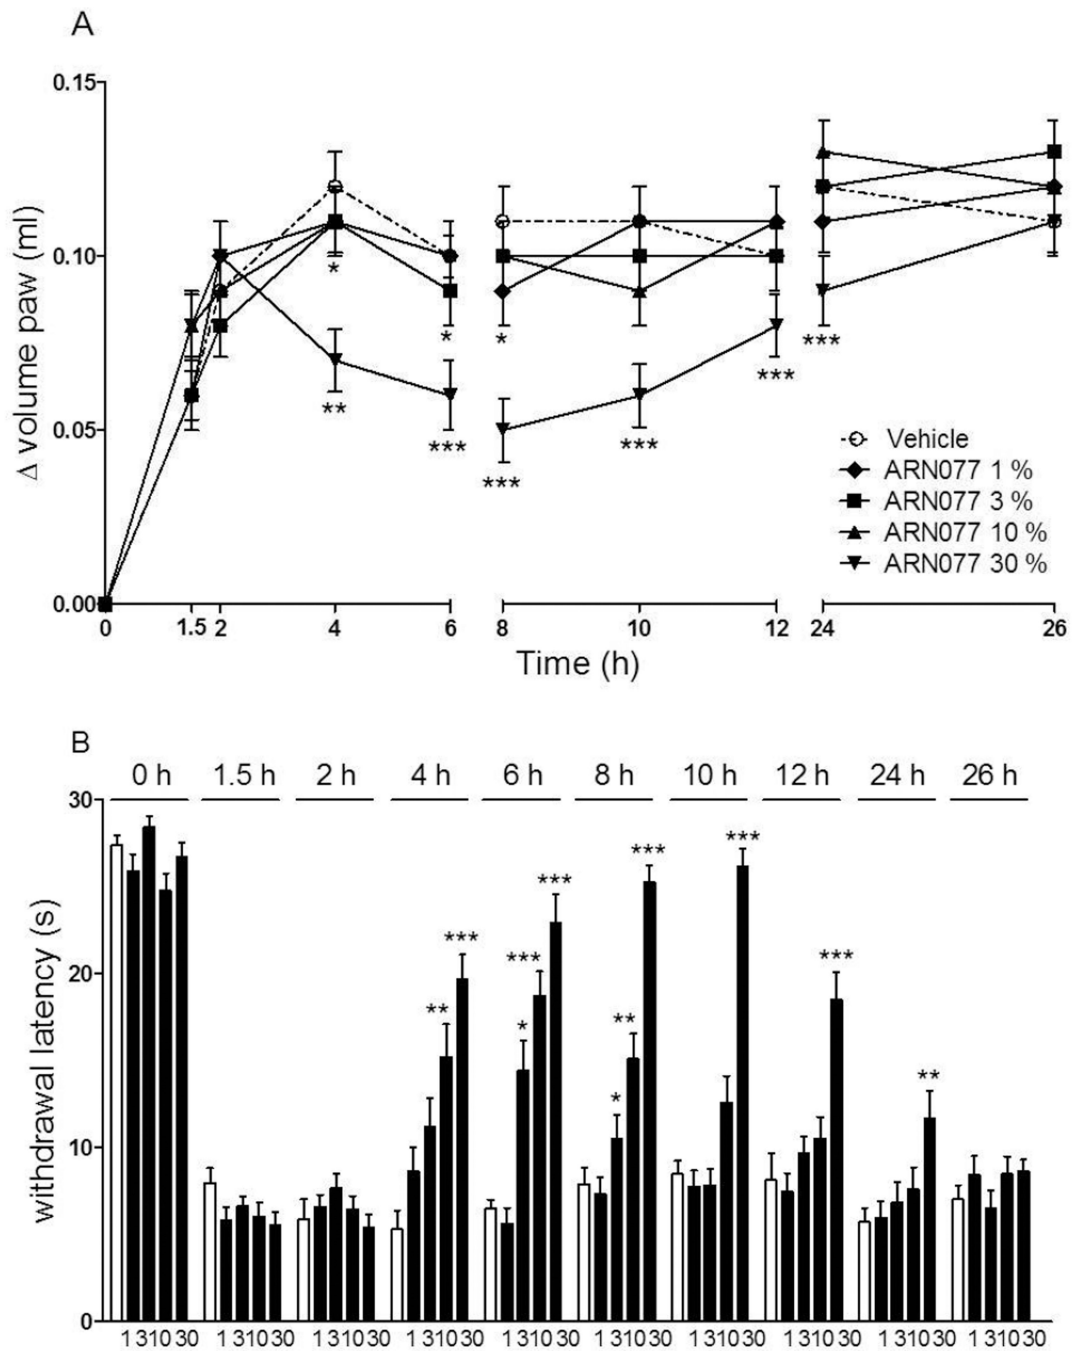 A
0.15
0.10
0.05
0.00
Δ volume paw (ml)
* ** * *** * *** *** *** ***
Vehicle
ARN077 1 %
ARN077 3 %
ARN077 10 %
ARN077 30 %
0 1.5 2 4 6 8 10 12 24 26
Time (h)
B
0 h 1.5 h 2 h 4 h 6 h 8 h 10 h 12 h 24 h 26 h
30
20
10
0
withdrawal latency (s)
** *** * *** *** * ** *** *** *** **
1 3 10 30 1 3 10 30 1 3 10 30 1 3 10 30 1 3 10 30 1 3 10 30 1 3 10 30 1 3 10 30 1 3 10 30 1 3 10 30